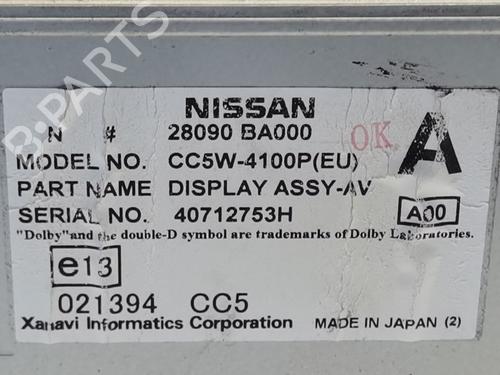 NISSAN
N # 28090 BA000
OK
A
MODEL NO. CC5W-4100P(EU)
PART NAME DISPLAY ASSY-AV
SERIAL NO. 40712753H
A00
"Dolby"and the double-D symbol are trademarks of Dolby Laboratories.
e13
021394 CC5
Xanavi Informatics Corporation MADE IN JAPAN (2)
B-PARTS